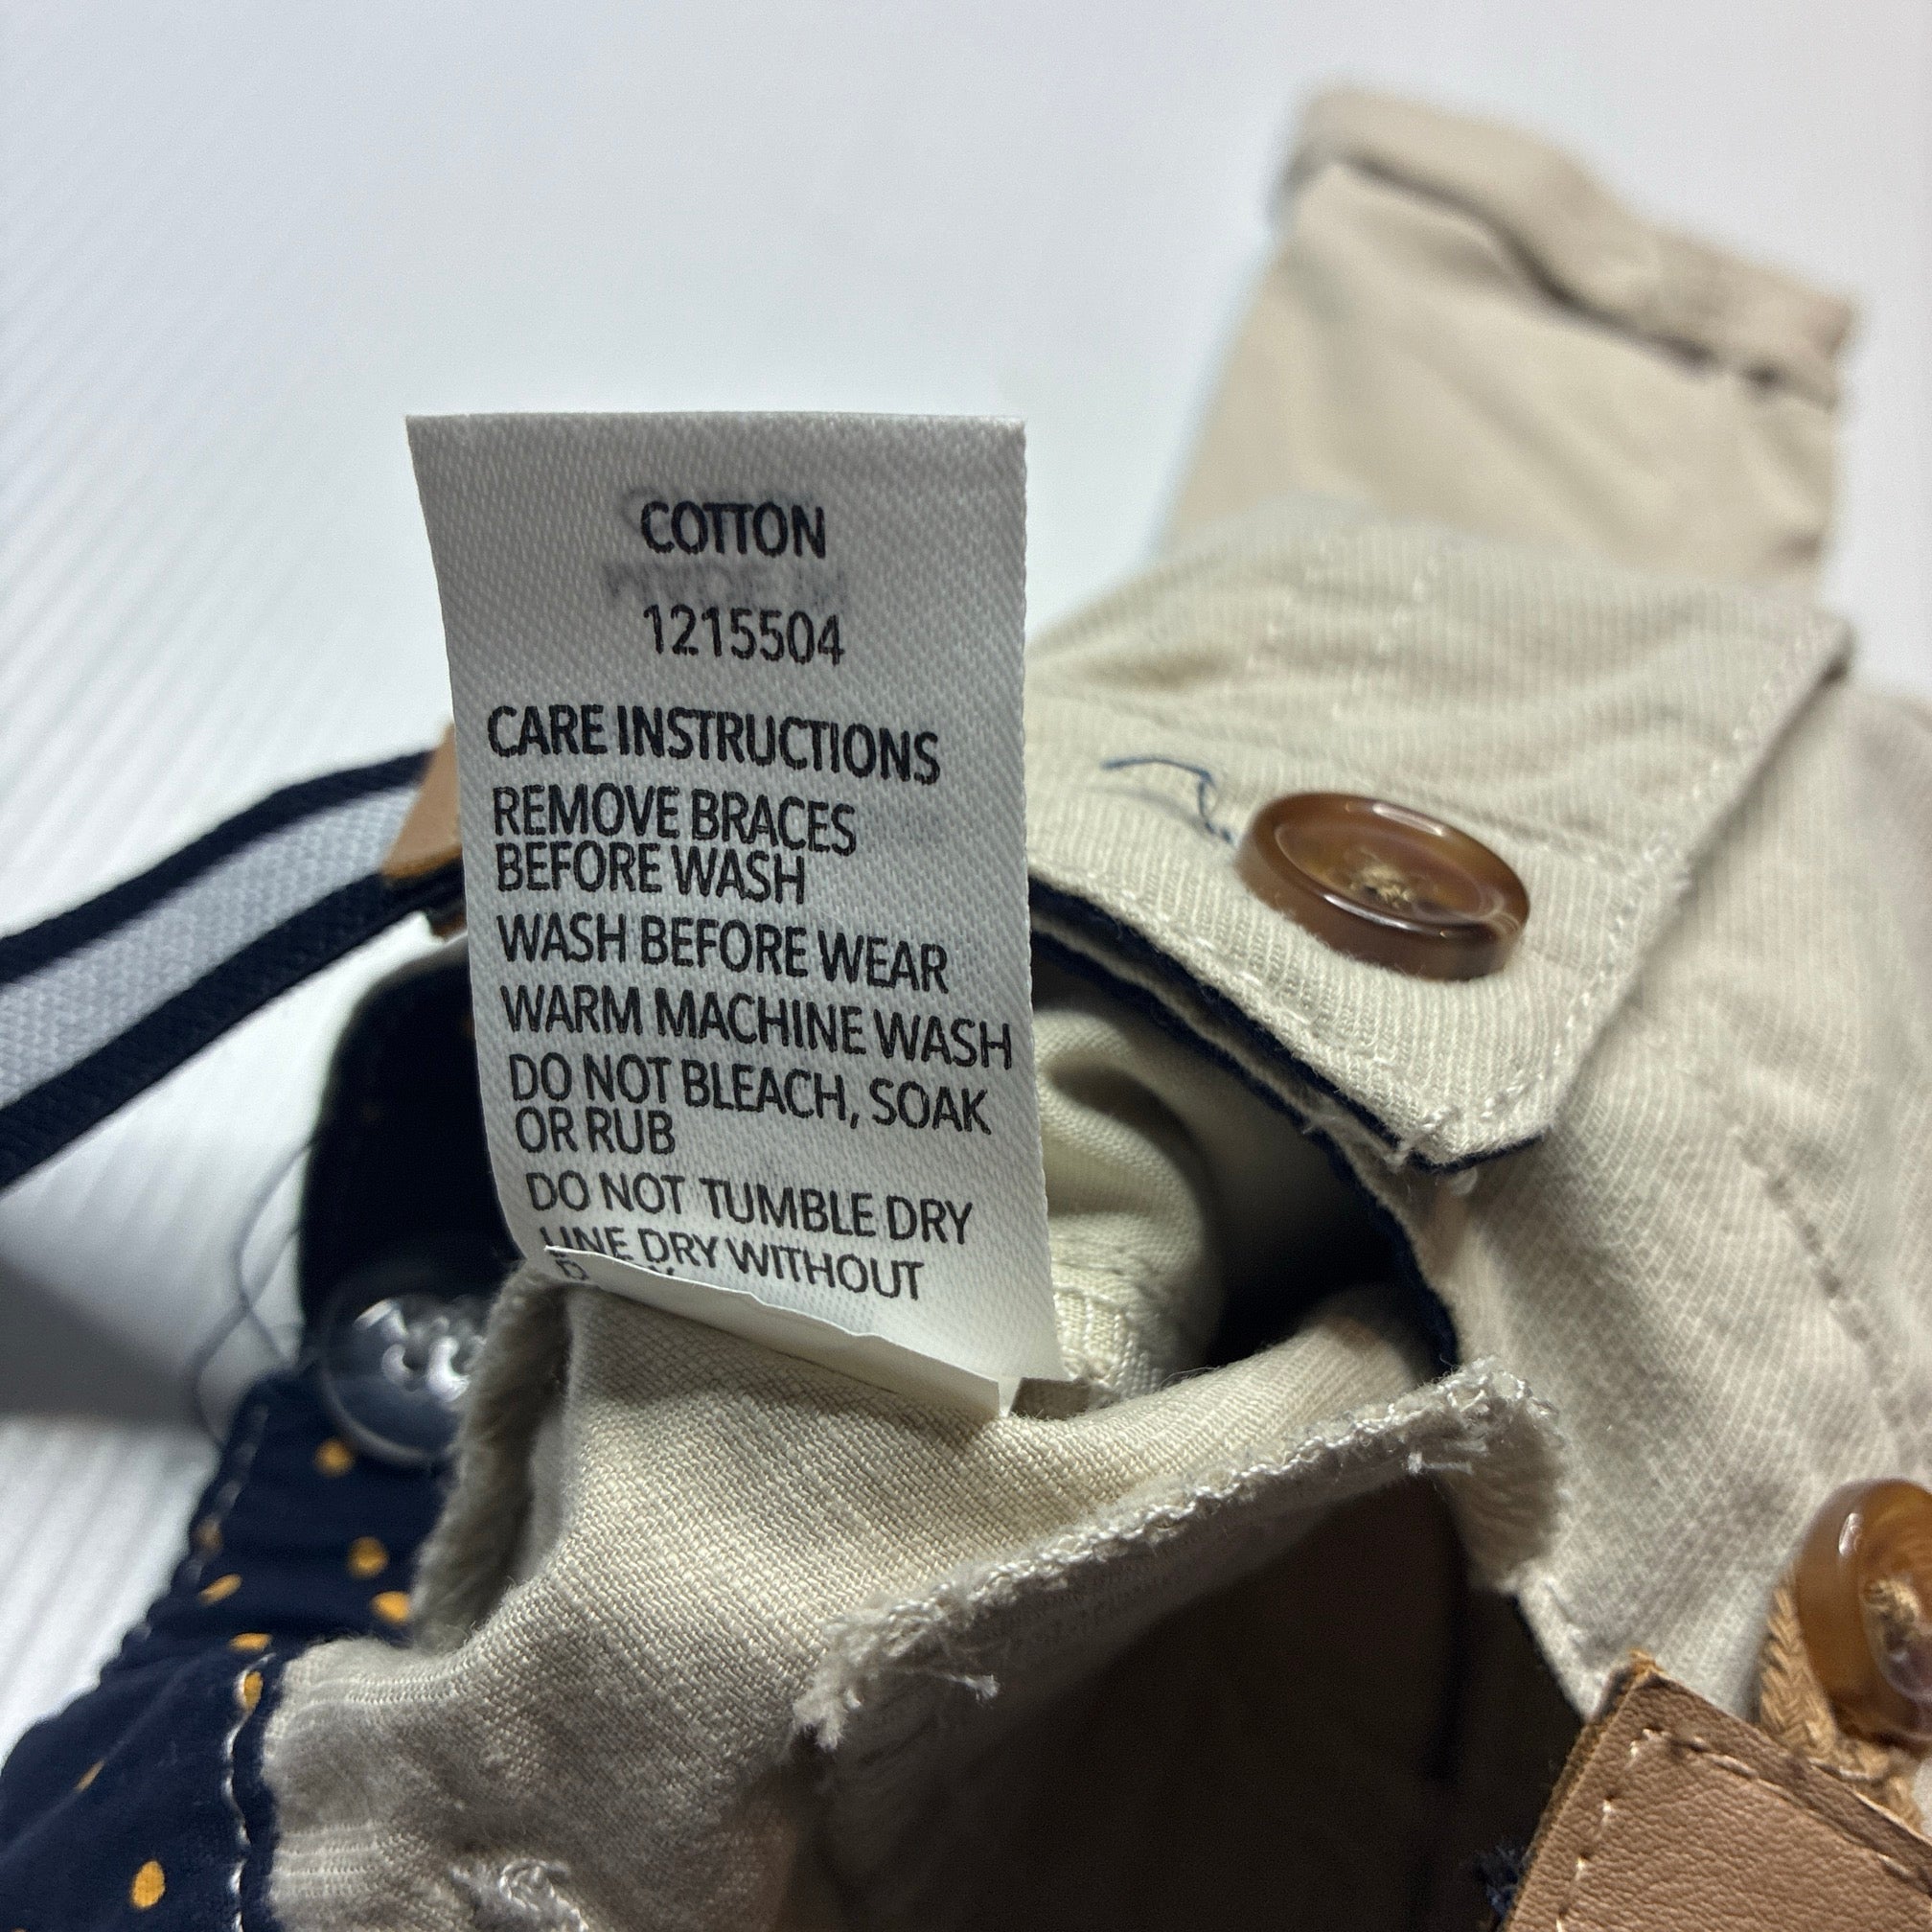 COTTON
1215504
CARE INSTRUCTIONS
REMOVE BRACES
BEFORE WASH
WASH BEFORE WEAR
WARM MACHINE WASH
DO NOT BLEACH, SOAK
OR RUB
DO NOT TUMBLE DRY
LINE DRY WITHOUT